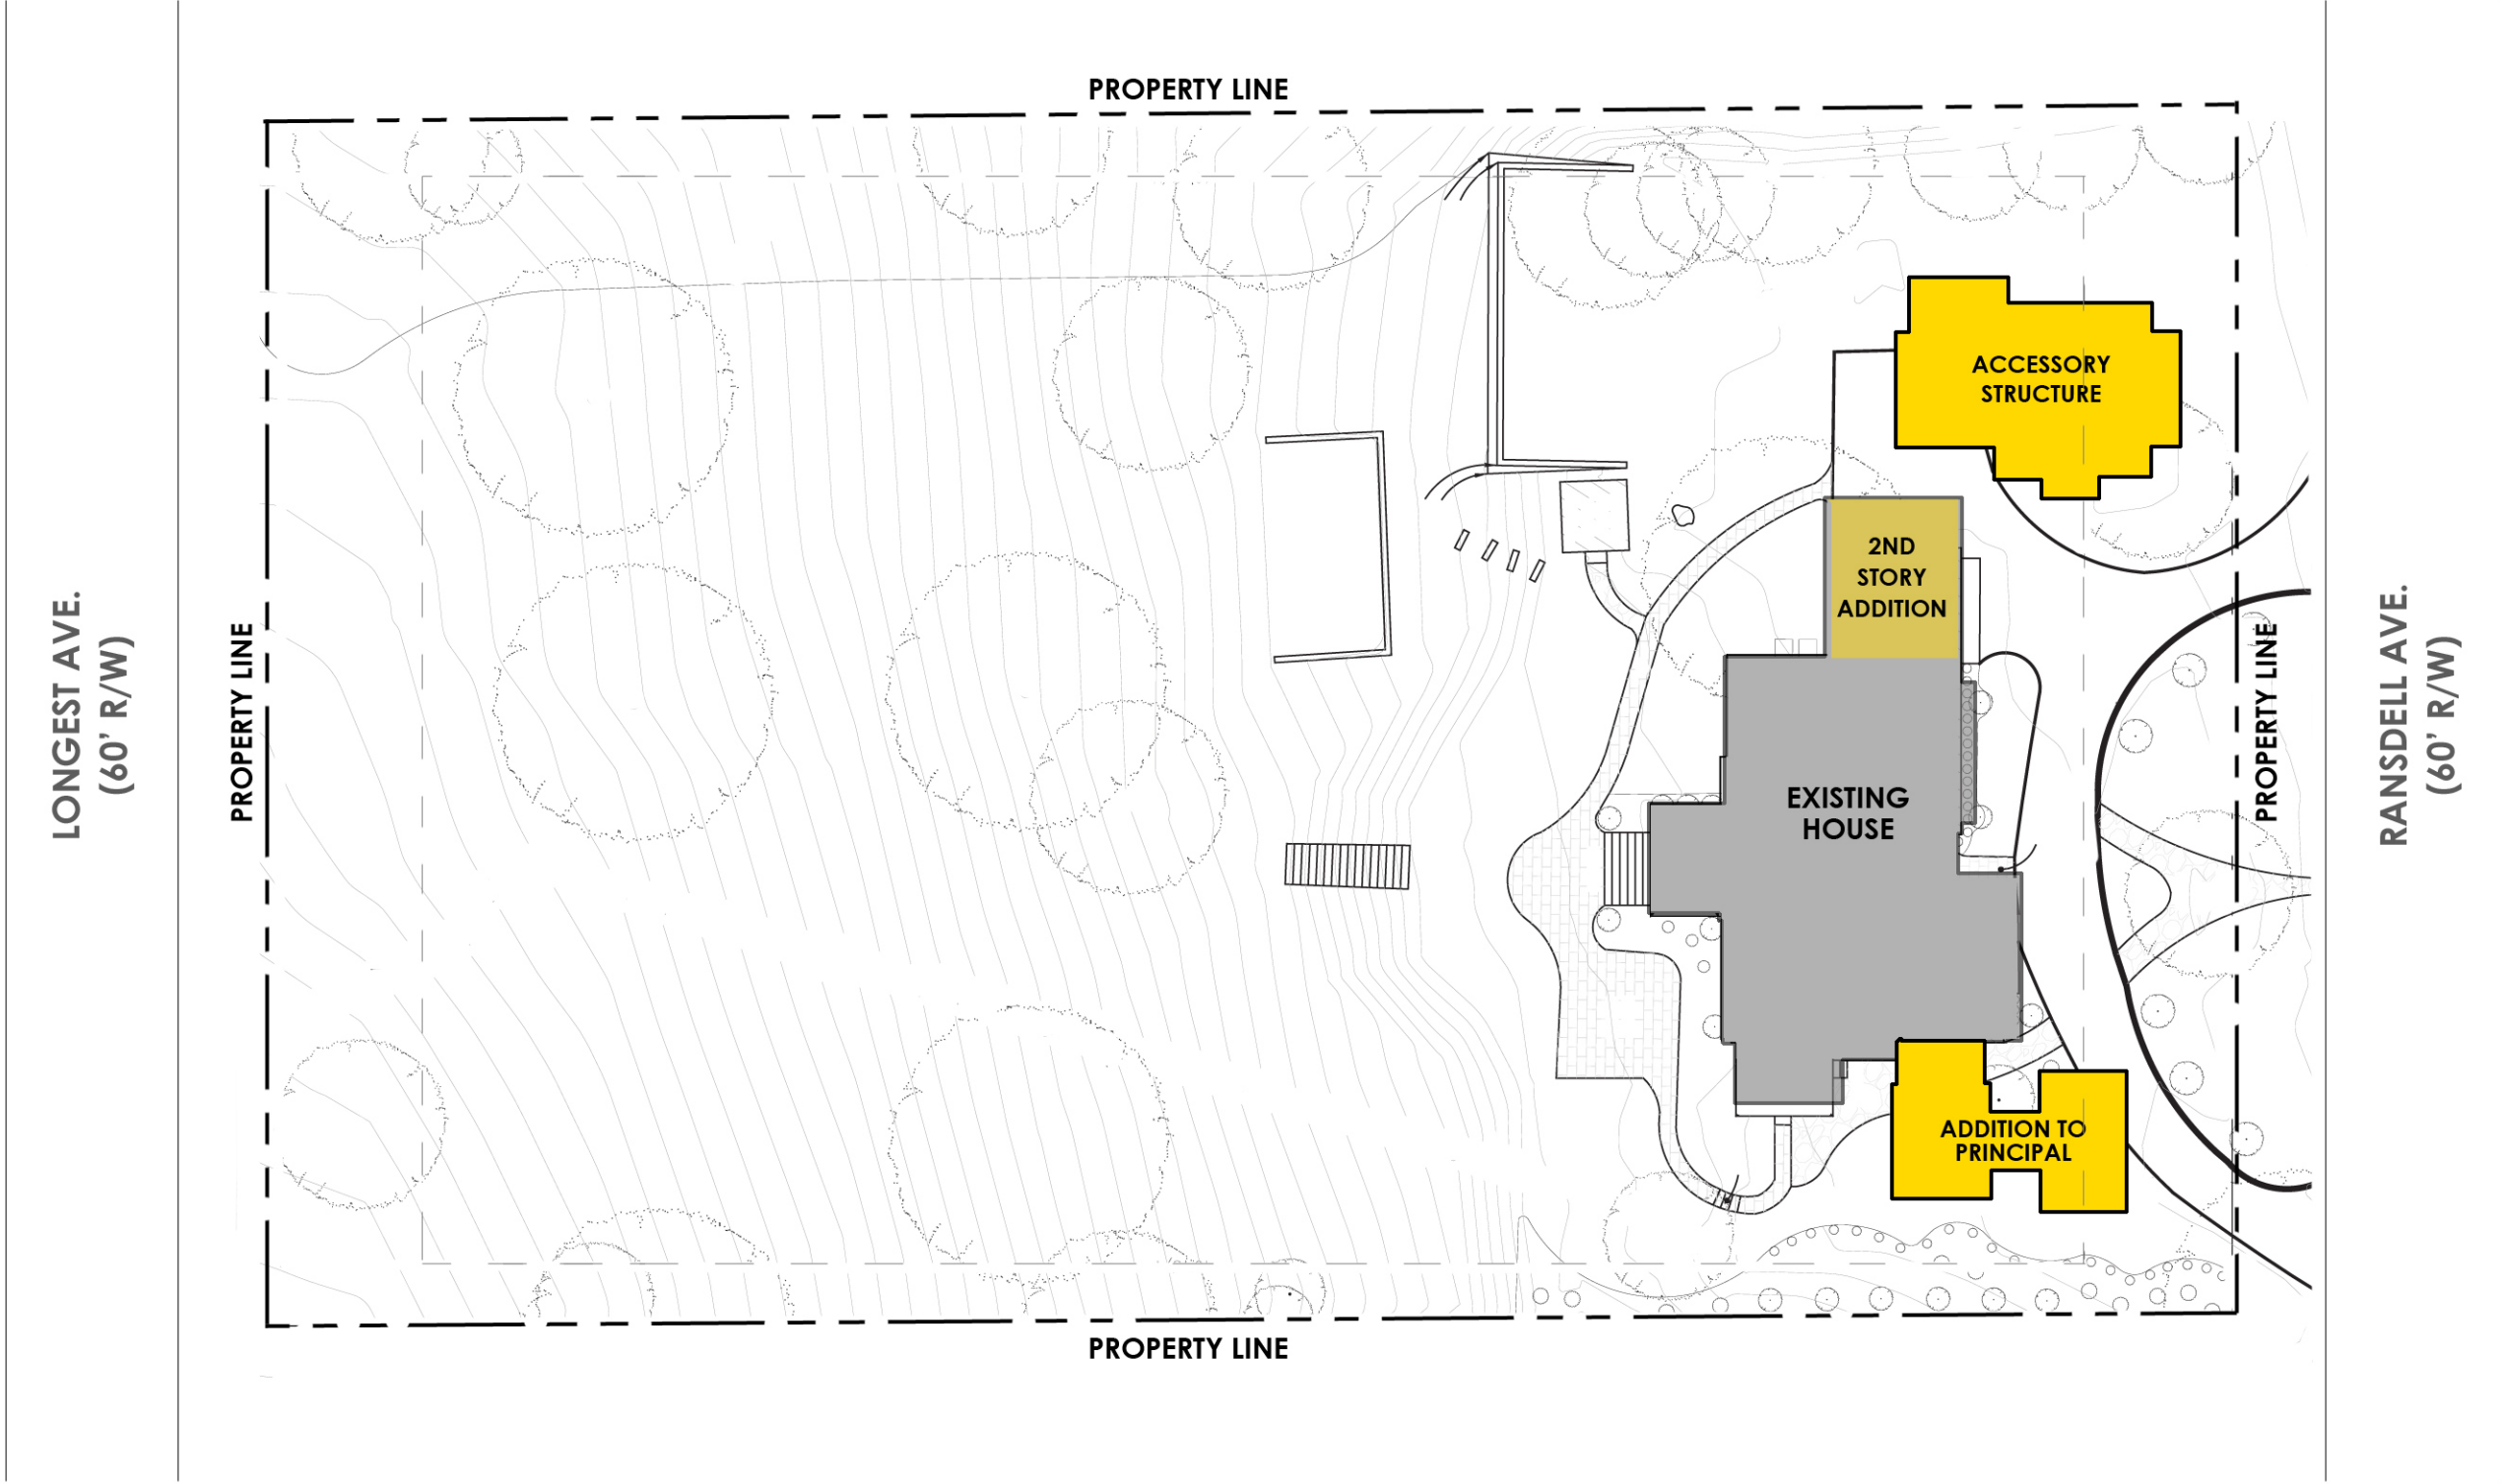 PROPERTY LINE
ACCESSORY
STRUCTURE
2ND
STORY
ADDITION
LONGEST AVE.
(60’ R/W)
PROPERTY LINE
EXISTING
HOUSE
PROPERTY LINE
RANSDELL AVE.
(60’ R/W)
ADDITION TO
PRINCIPAL
PROPERTY LINE